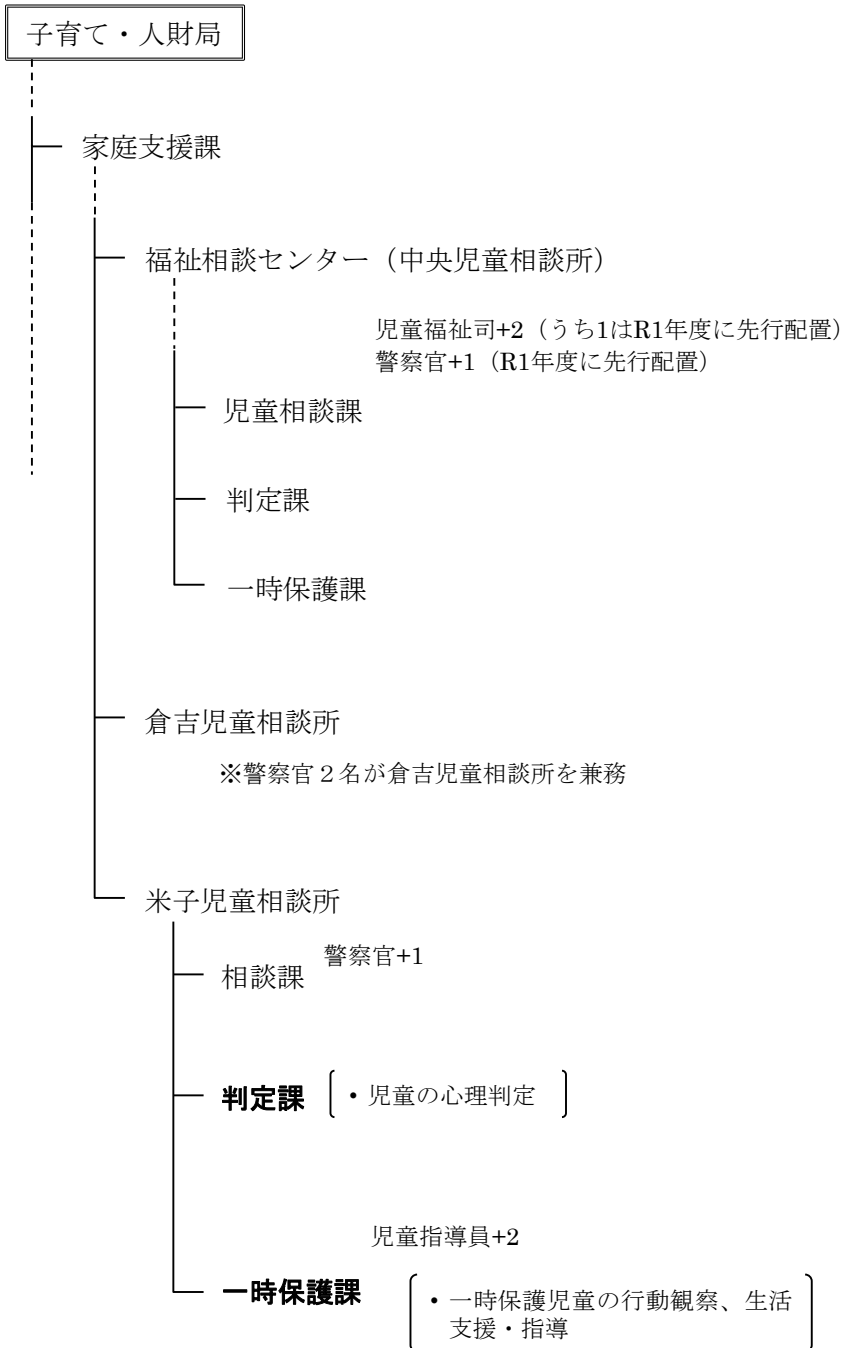 子育て・人財局
家庭支援課
福祉相談センター（中央児童相談所）
児童福祉司+2（うち1はR1年度に先行配置）
警察官+1（R1年度に先行配置）
児童相談課
判定課
一時保護課
倉吉児童相談所
※警察官２名が倉吉児童相談所を兼務
米子児童相談所
警察官+1
相談課
判定課 ・児童の心理判定
児童指導員+2
一時保護課 ・一時保護児童の行動観察、生活
支援・指導